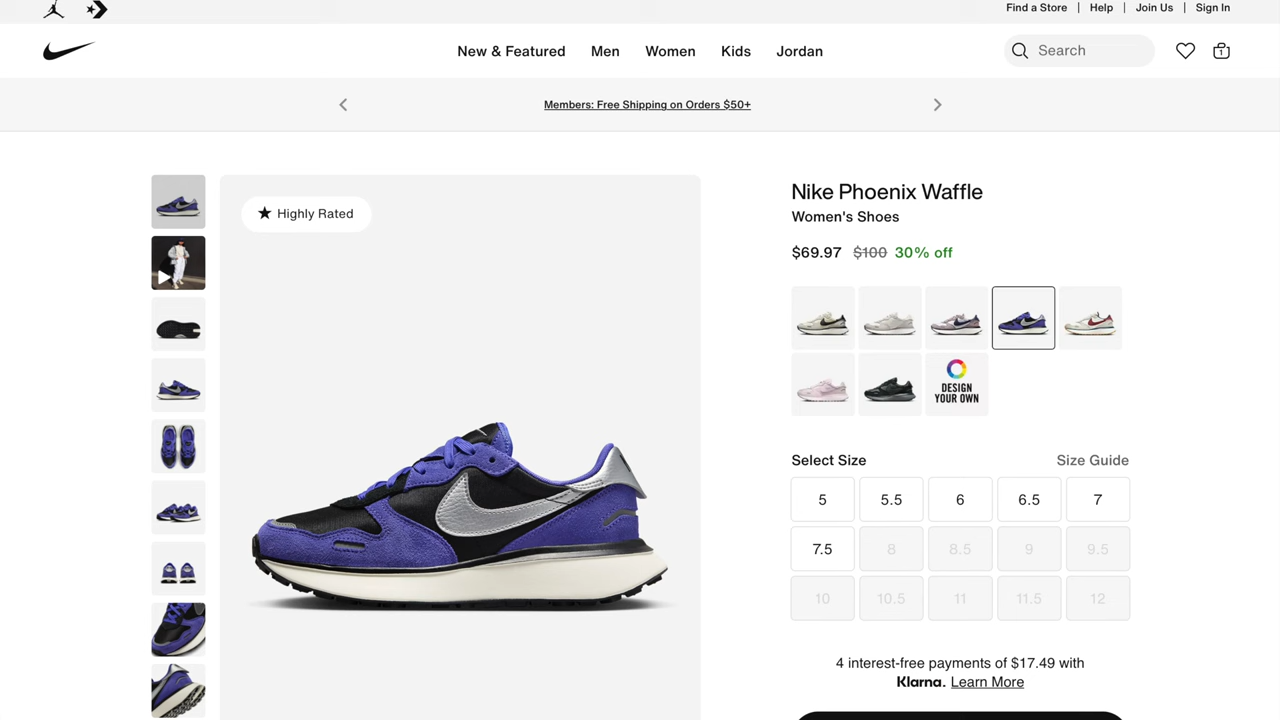 Find a Store | Help | Join Us | Sign In
New & Featured Men Women Kids Jordan
Search
1
Members: Free Shipping on Orders $50+
Highly Rated
Nike Phoenix Waffle
Women's Shoes
$69.97 $100 30% off
DESIGN
YOUR OWN
Select Size Size Guide
5 5.5 6 6.5 7
7.5 8 8.5 9 9.5
10 10.5 11 11.5 12
4 interest-free payments of $17.49 with
Klarna. Learn More